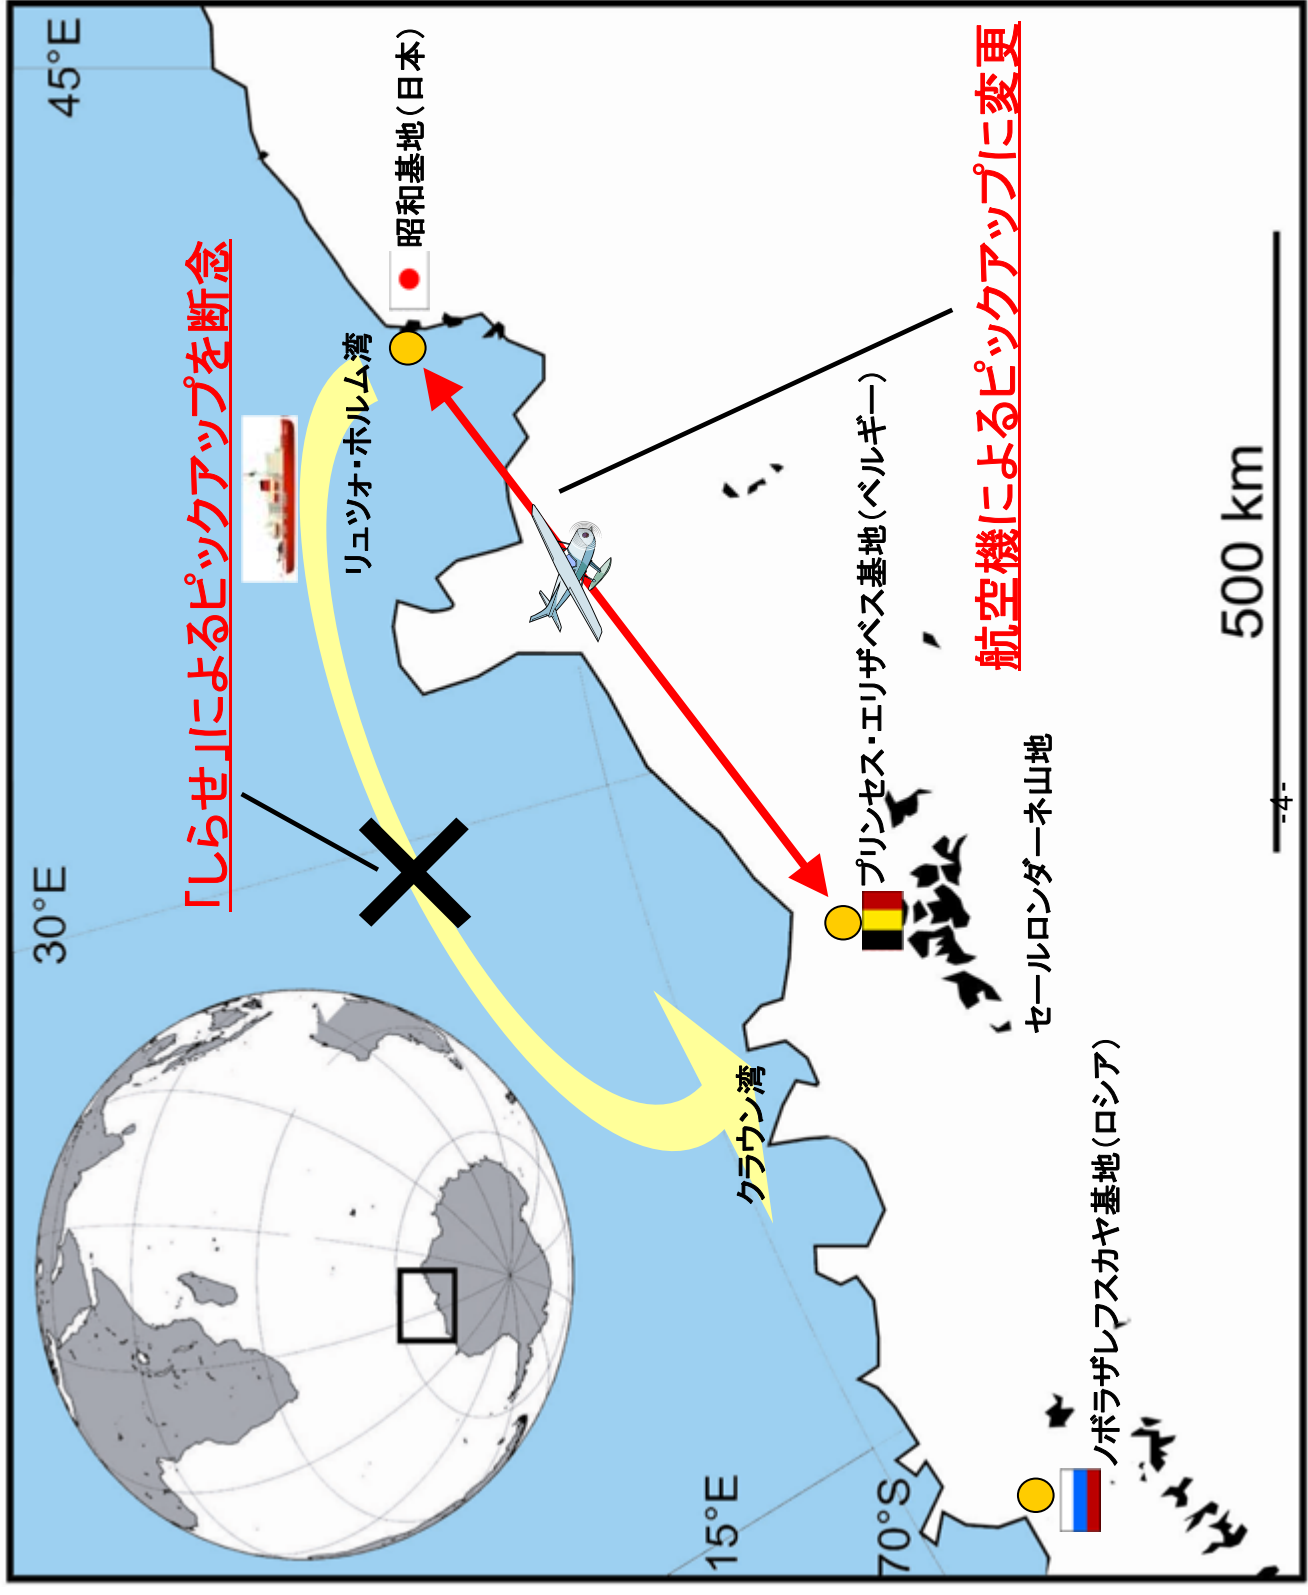 「しらせ」によるピックアップを断念
45°E
30°E
15°E
70°S
リュツォ・ホルム湾
昭和基地(日本)
クラウン湾
プリンセス・エリザベス基地(ベルギー)
セールロンダーネ山地
ノボラザレフスカヤ基地(ロシア)
航空機によるピックアップに変更
500 km
-4-